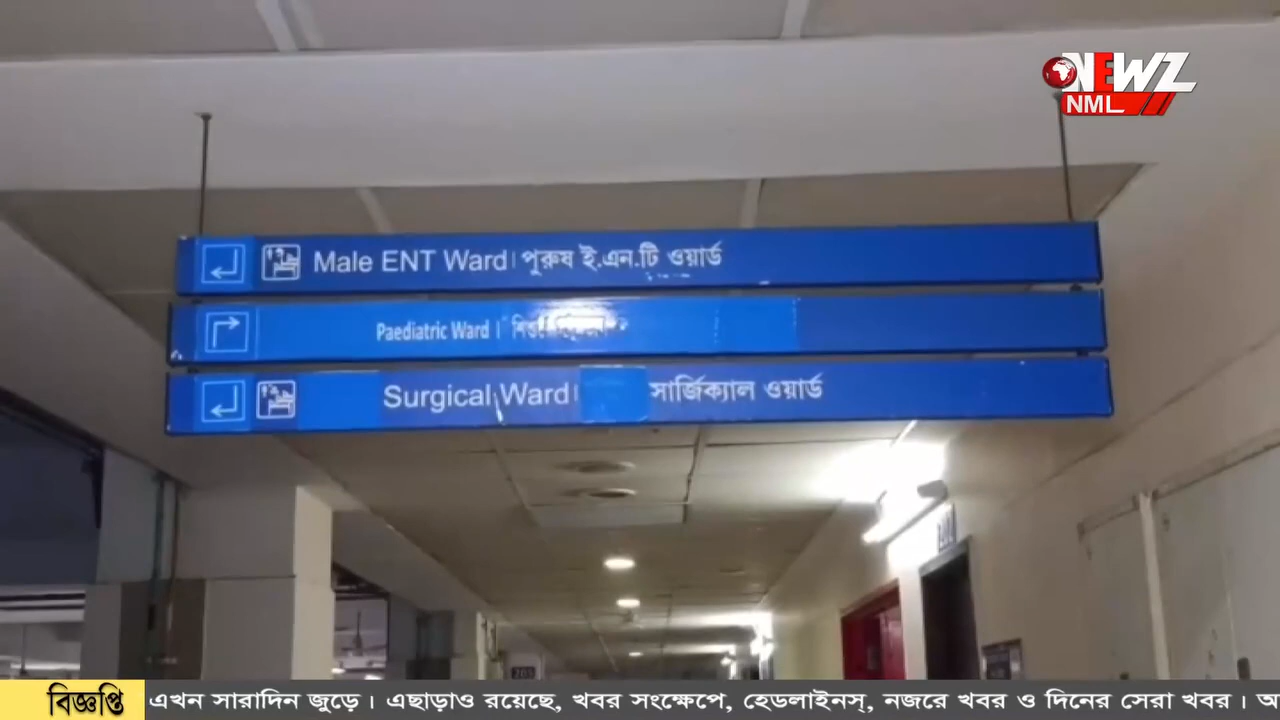 NEWZ
NML
Male ENT Ward | পুরুষ ই.এন.টি ওয়ার্ড
Paediatric Ward |
Surgical Ward | সার্জিক্যাল ওয়ার্ড
বিজ্ঞপ্তি এখন সারাদিন জুড়ে। এছাড়াও রয়েছে, খবর সংক্ষেপে, হেডলাইনস্, নজরে খবর ও দিনের সেরা খবর।